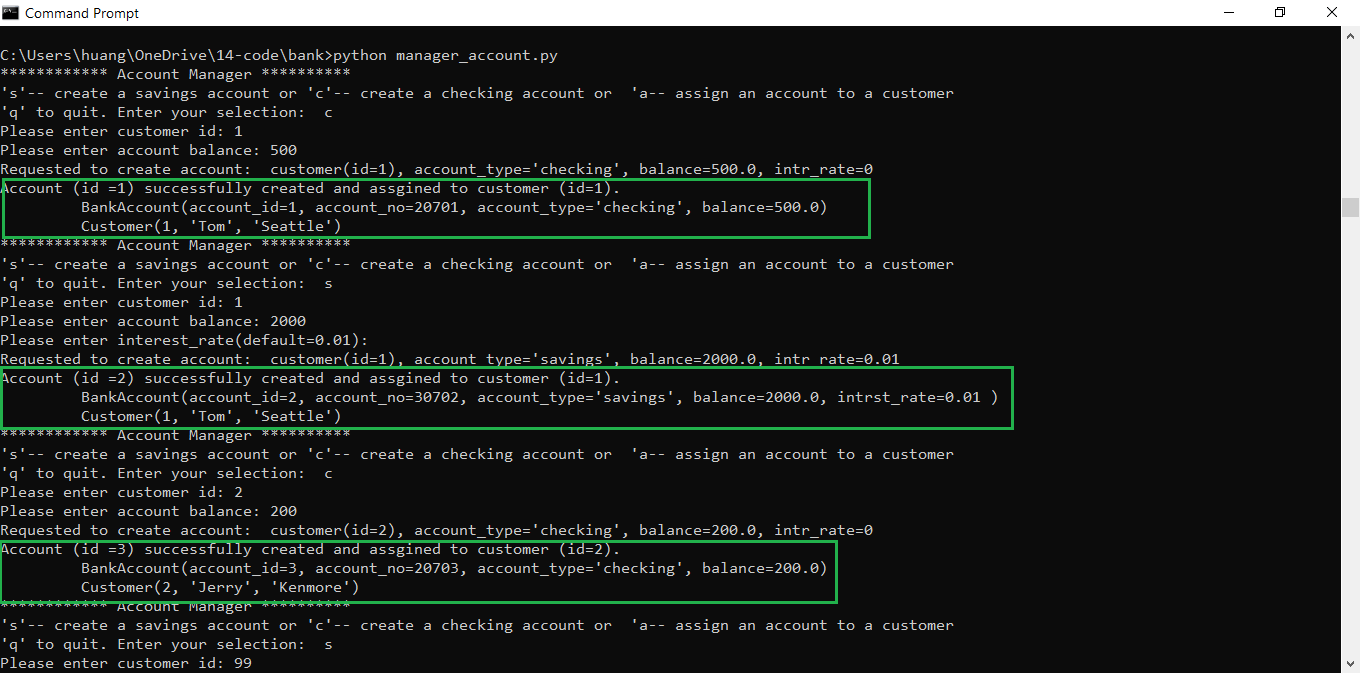 Command Prompt
C:\Users\huang\OneDrive\14-code\bank>python manager_account.py
************ Account Manager **********
's'-- create a savings account or 'c'-- create a checking account or  'a-- assign an account to a customer
'q' to quit. Enter your selection:  c
Please enter customer id: 1
Please enter account balance: 500
Requested to create account:  customer(id=1), account_type='checking', balance=500.0, intr_rate=0
Account (id =1) successfully created and assgined to customer (id=1).
         BankAccount(account_id=1, account_no=20701, account_type='checking', balance=500.0)
         Customer(1, 'Tom', 'Seattle')
************ Account Manager **********
's'-- create a savings account or 'c'-- create a checking account or  'a-- assign an account to a customer
'q' to quit. Enter your selection:  s
Please enter customer id: 1
Please enter account balance: 2000
Please enter interest_rate(default=0.01):
Requested to create account:  customer(id=1), account_type='savings', balance=2000.0, intr_rate=0.01
Account (id =2) successfully created and assgined to customer (id=1).
         BankAccount(account_id=2, account_no=30702, account_type='savings', balance=2000.0, intrst_rate=0.01 )
         Customer(1, 'Tom', 'Seattle')
************ Account Manager **********
's'-- create a savings account or 'c'-- create a checking account or  'a-- assign an account to a customer
'q' to quit. Enter your selection:  c
Please enter customer id: 2
Please enter account balance: 200
Requested to create account:  customer(id=2), account_type='checking', balance=200.0, intr_rate=0
Account (id =3) successfully created and assgined to customer (id=2).
         BankAccount(account_id=3, account_no=20703, account_type='checking', balance=200.0)
         Customer(2, 'Jerry', 'Kenmore')
************ Account Manager **********
's'-- create a savings account or 'c'-- create a checking account or  'a-- assign an account to a customer
'q' to quit. Enter your selection:  s
Please enter customer id: 99